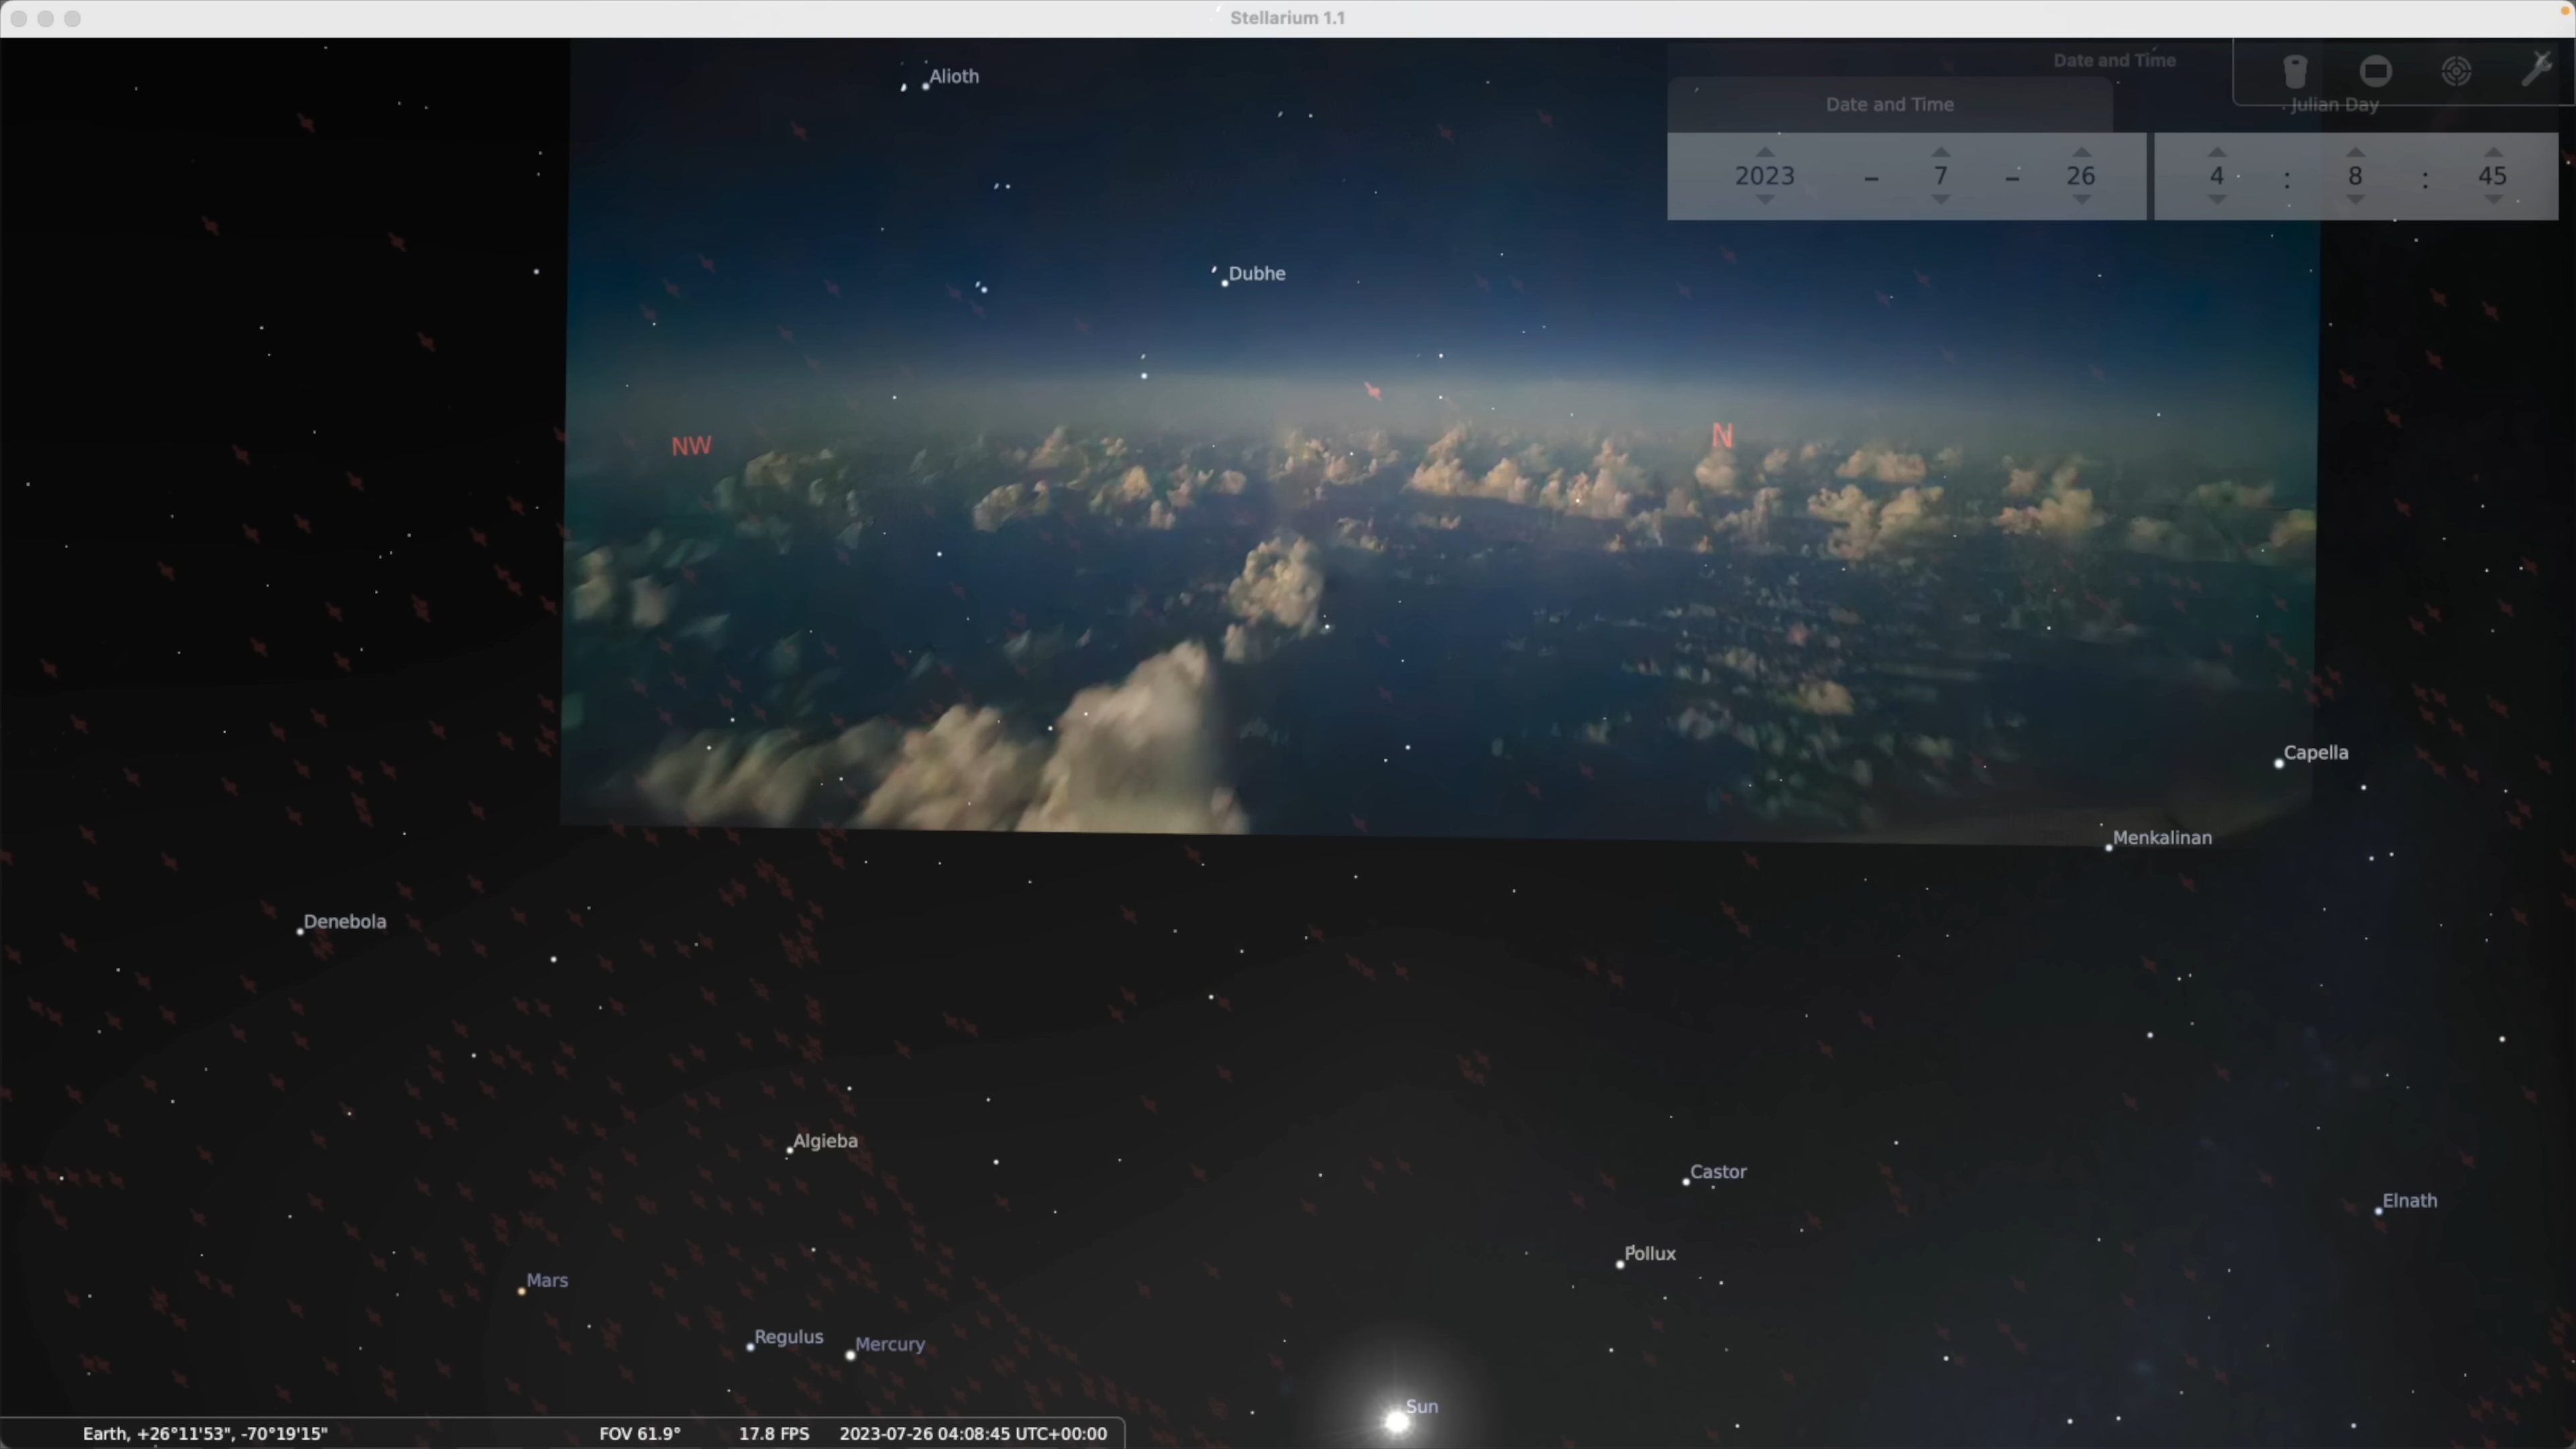 Stellarium 1.1
Date and Time
Alioth
Date and Time
Julian Day
2023 – 7 – 26
4 : 8 : 45
Dubhe
NW
N
Capella
Menkalinan
Denebola
Algieba
Castor
Elnath
Pollux
Mars
Regulus
Mercury
Sun
Earth, +26°11'53", -70°19'15" FOV 61.9° 17.8 FPS 2023-07-26 04:08:45 UTC+00:00